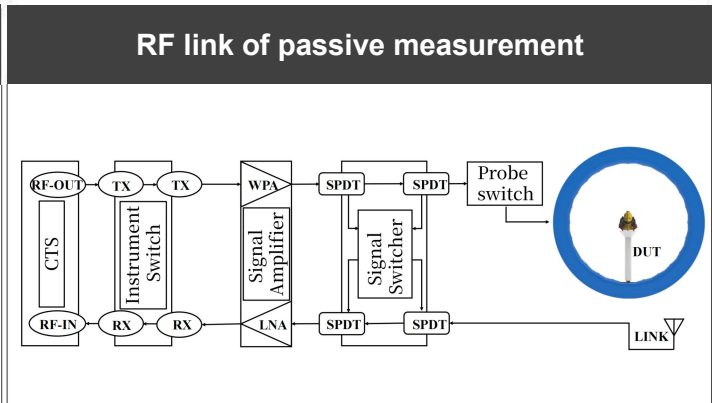 RF link of passive measurement
RF-OUT
TX
TX
WPA
SPDT
SPDT
Probe
switch
CTS
Instrument
Switch
Signal
Amplifier
Signal
Switcher
DUT
RF-IN
RX
RX
LNA
SPDT
SPDT
LINK